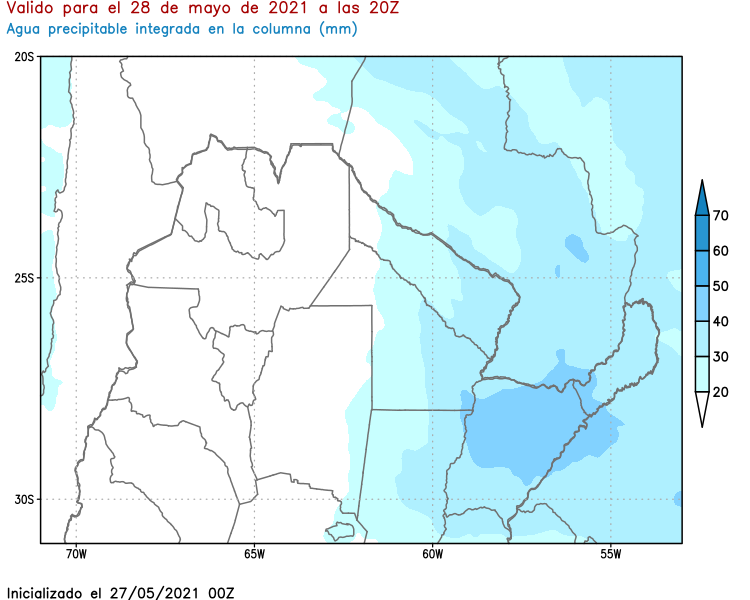 Valido para el 28 de mayo de 2021 a las 20Z
Agua precipitable integrada en la columna (mm)
20S
25S
30S
70W
65W
60W
55W
70
60
50
40
30
20
Inicializado el 27/05/2021 00Z